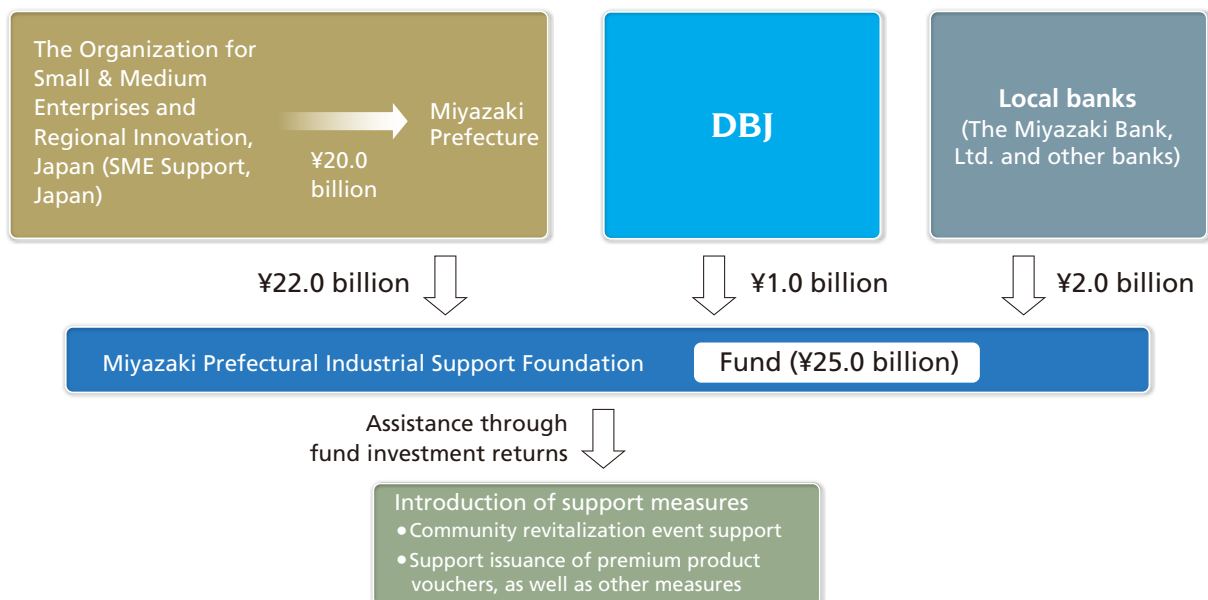 The Organization for
Small & Medium
Enterprises and
Regional Innovation,
Japan (SME Support,
Japan)
¥20.0
billion
Miyazaki
Prefecture
DBJ
Local banks
(The Miyazaki Bank,
Ltd. and other banks)
¥22.0 billion
¥1.0 billion
¥2.0 billion
Miyazaki Prefectural Industrial Support Foundation
Fund (¥25.0 billion)
Assistance through
fund investment returns
Introduction of support measures
•Community revitalization event support
•Support issuance of premium product
vouchers, as well as other measures